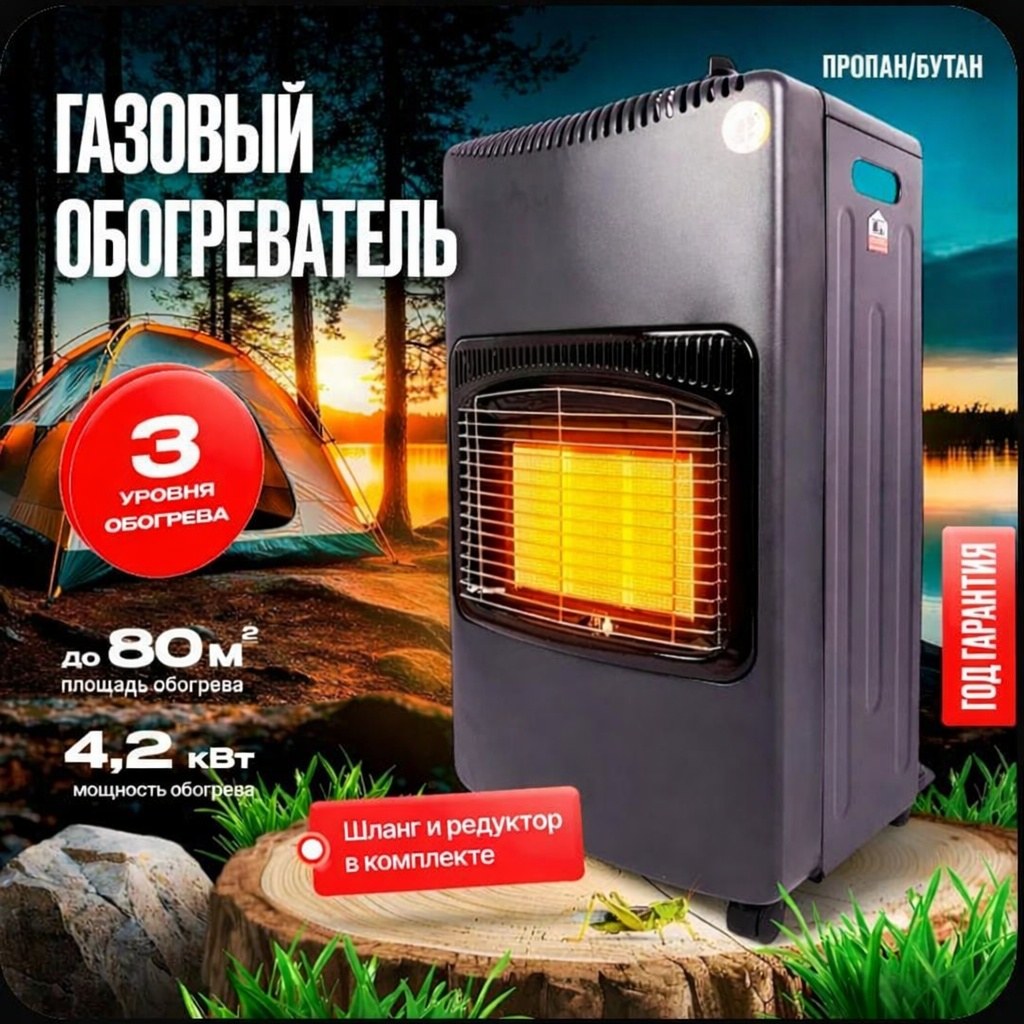 ПРОПАН/БУТАН
ГАЗОВЫЙ
ОБОГРЕВАТЕЛЬ
3
УРОВНЯ
ОБОГРЕВА
до 80 м²
площадь обогрева
4,2 кВт
мощность обогрева
ГОД ГАРАНТИЯ
Шланг и редуктор
в комплекте